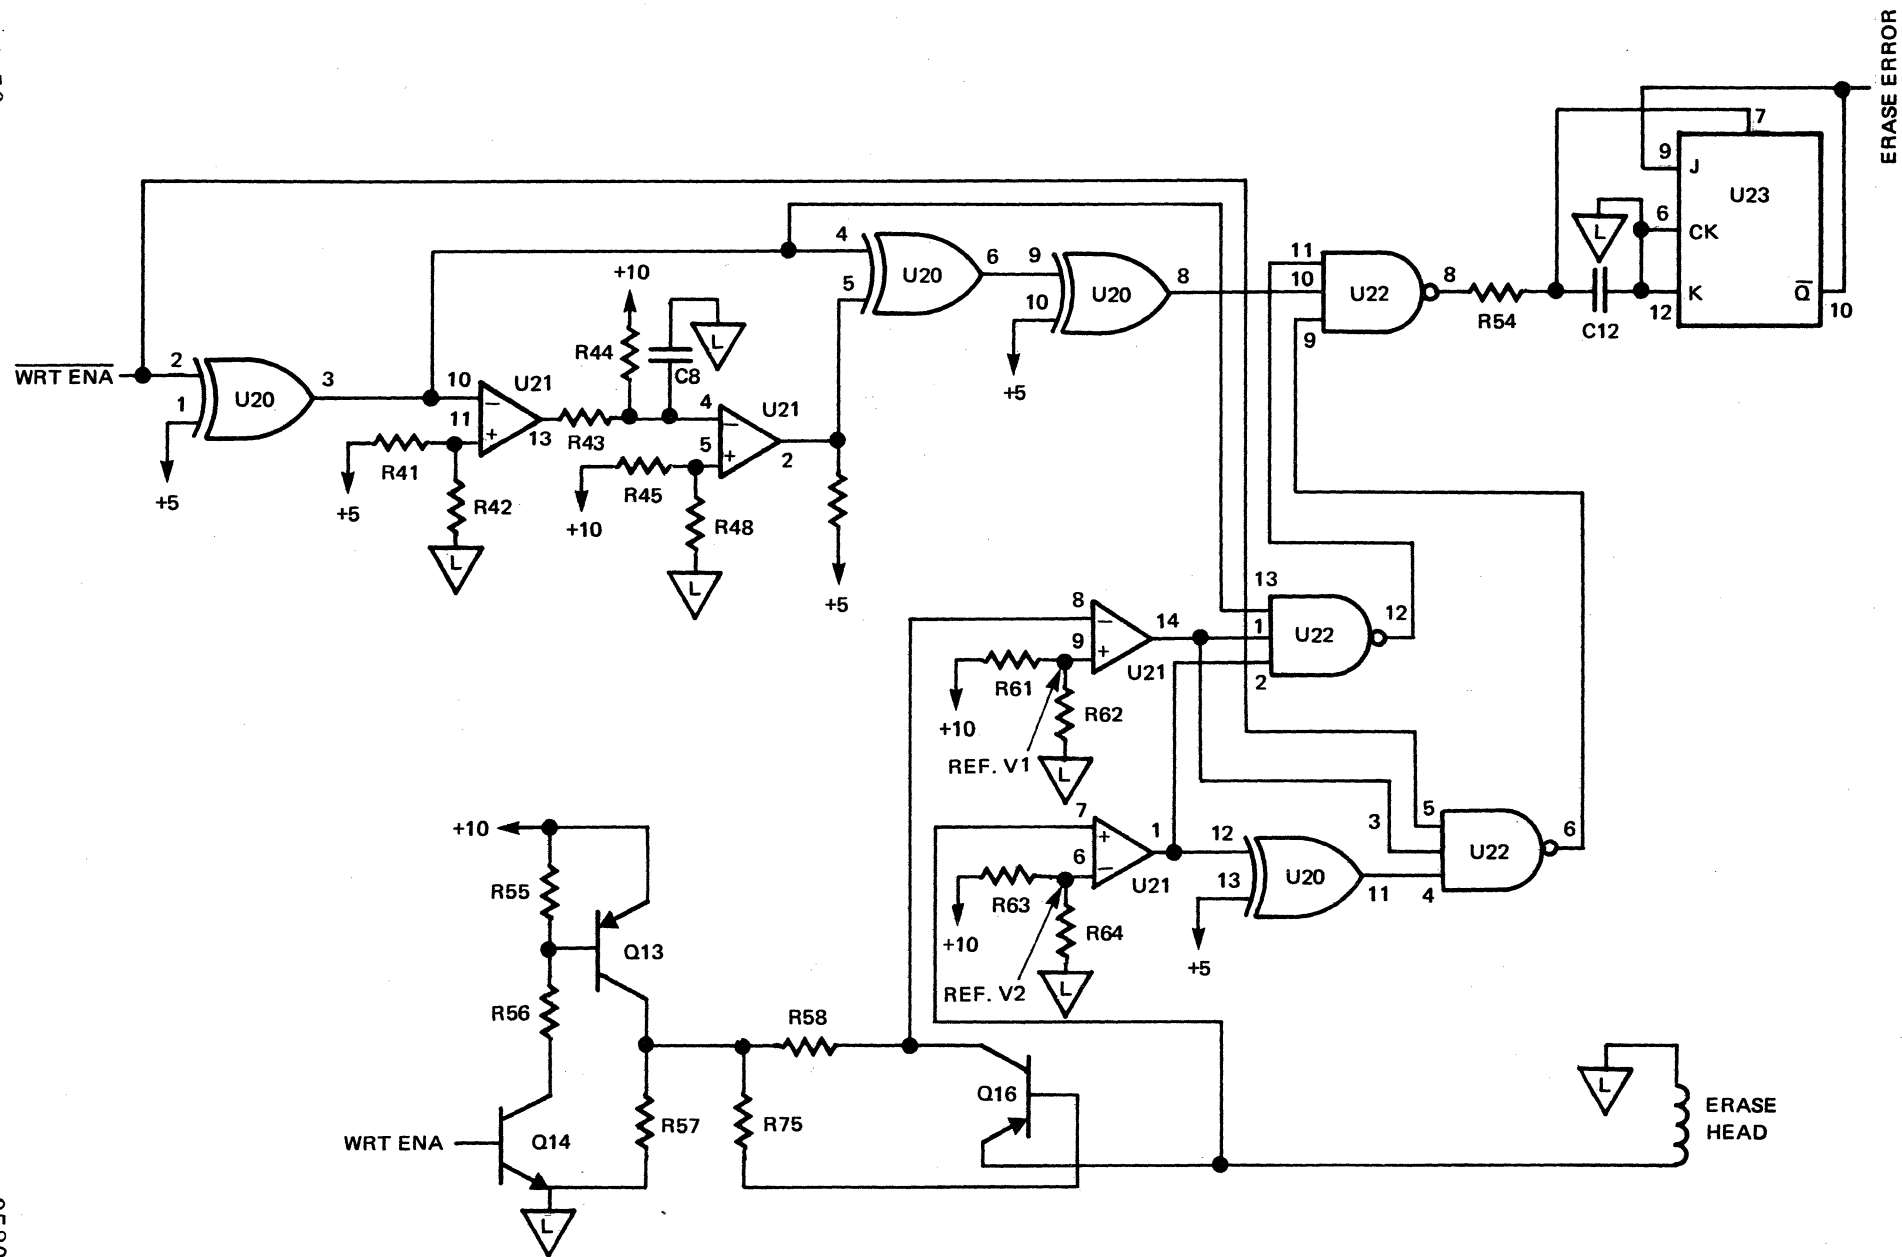 ERASE ERROR
7
9
J
U23
6
CK
L
4
6
9
11
8
10
U20
5
+10
8
U22
R54
C12
12
K
Q̅
10
10
U20
9
+5
R44
C8
L
W̅R̅T̅ ̅E̅N̅A̅
2
1
U20
3
+5
10
11
U21
−
+
13
R43
4
5
U21
−
+
2
R41
+5
R42
L
R45
+10
R48
L
+5
8
9
−
+
14
U21
13
1
2
U22
12
R61
+10
R62
REF. V1
L
7
6
+
−
1
U21
12
13
U20
11
+5
5
3
4
U22
6
R63
+10
R64
REF. V2
L
+10
R55
Q13
R56
R58
WRT ENA
Q14
R57
R75
Q16
L
L
ERASE
HEAD